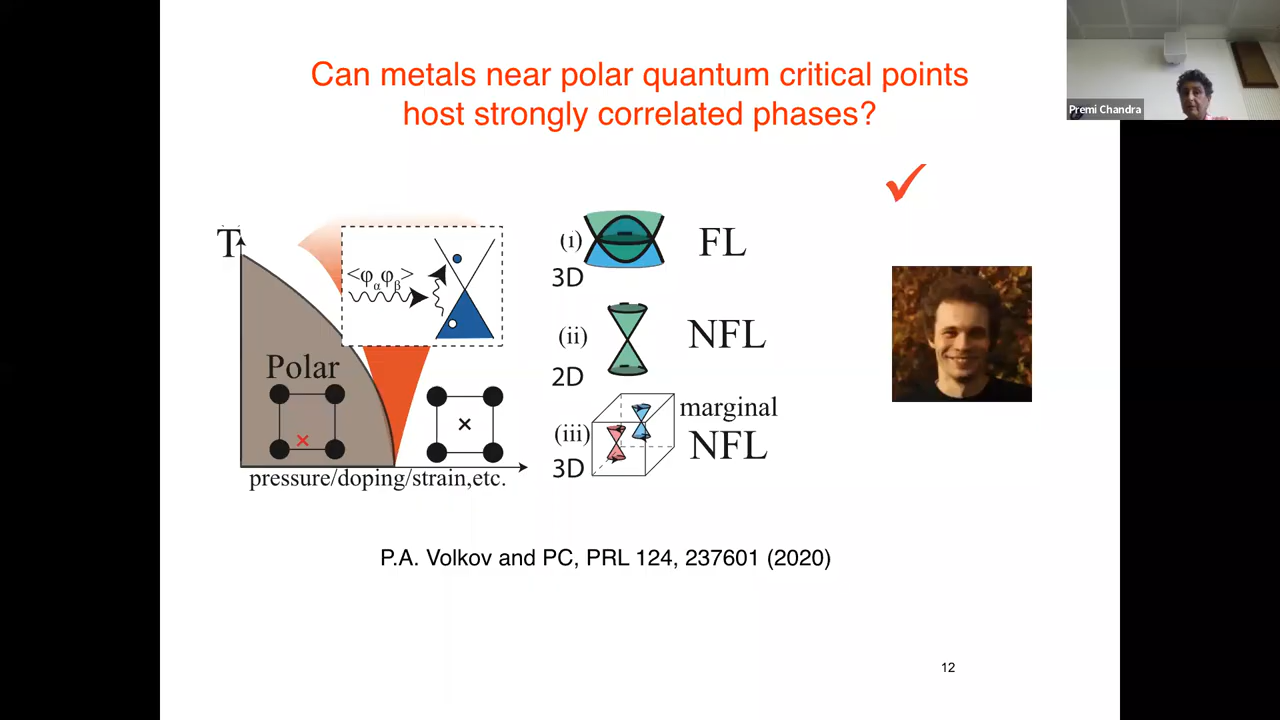 Can metals near polar quantum critical points
host strongly correlated phases?
Premi Chandra
✓
T
<φαφβ>
Polar
×
×
pressure/doping/strain,etc.
(i)
3D
FL
(ii)
2D
NFL
(iii)
3D
marginal
NFL
P.A. Volkov and PC, PRL 124, 237601 (2020)
12